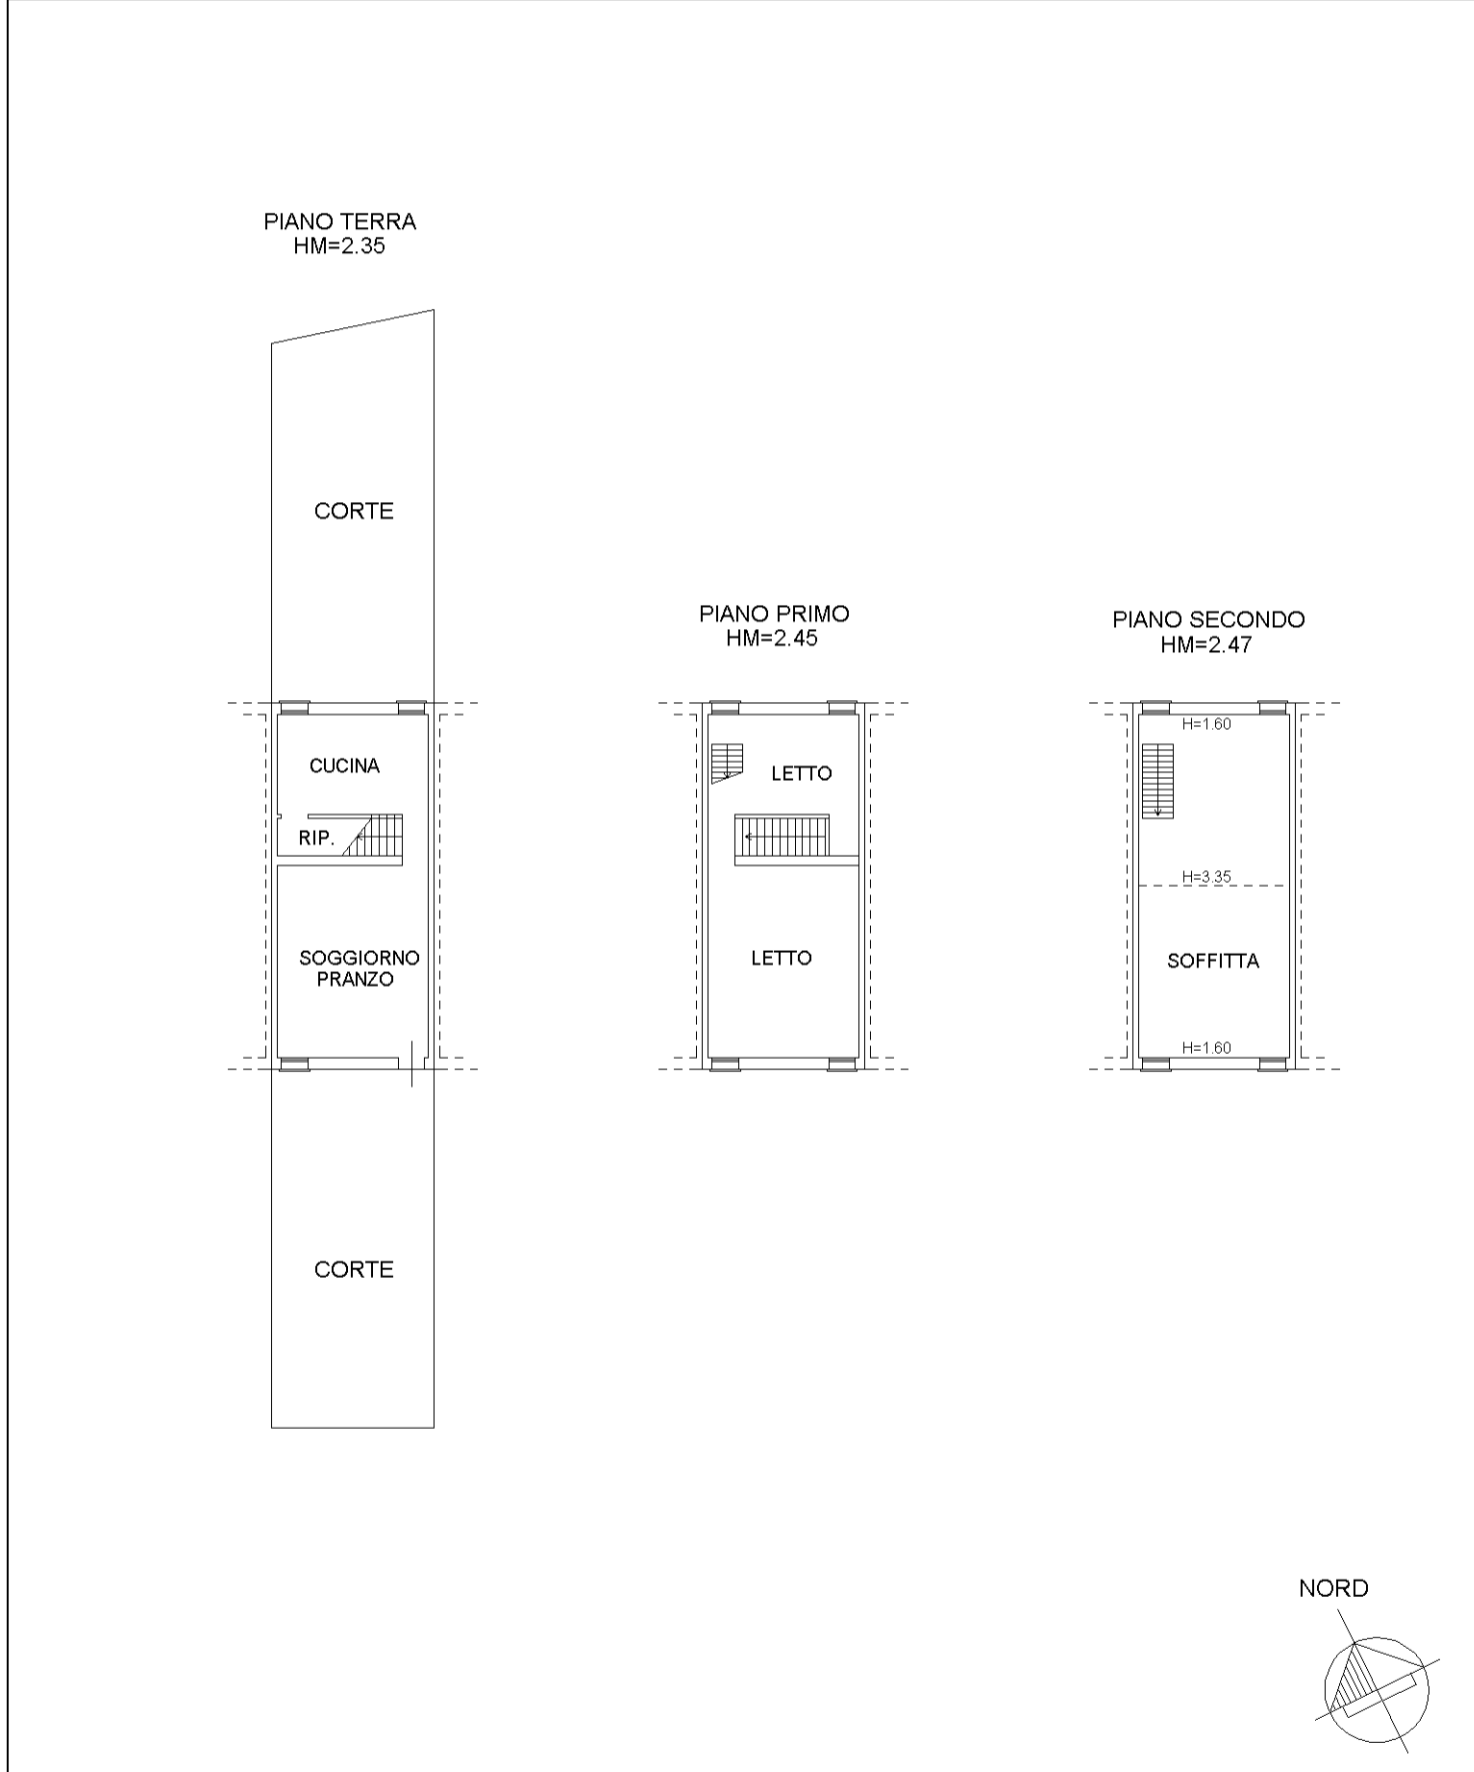 PIANO TERRA
HM=2.35
CORTE
CUCINA
RIP.
SOGGIORNO
PRANZO
CORTE
PIANO PRIMO
HM=2.45
LETTO
LETTO
PIANO SECONDO
HM=2.47
H=1.60
H=3.35
SOFFITTA
H=1.60
NORD